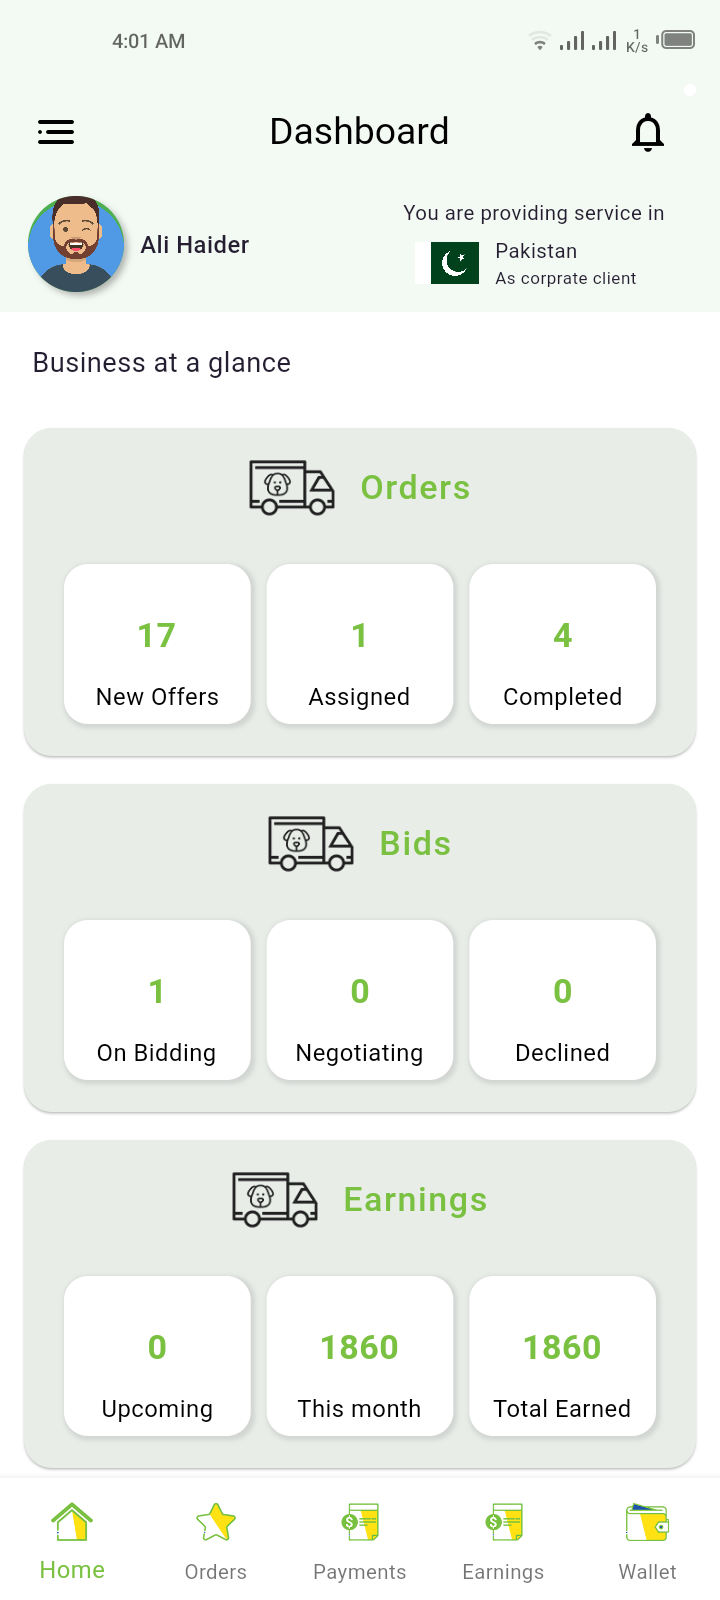 4:01 AM
1
K/s
Dashboard
Ali Haider
You are providing service in
Pakistan
As corprate client
Business at a glance
Orders
17
1
4
New Offers
Assigned
Completed
Bids
1
0
0
On Bidding
Negotiating
Declined
Earnings
0
1860
1860
Upcoming
This month
Total Earned
Home
Orders
Payments
Earnings
Wallet